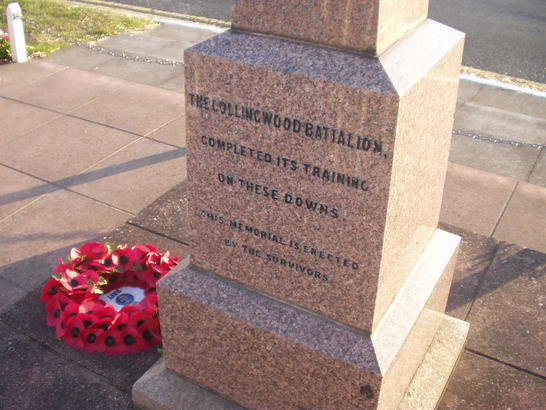 THE COLLINGWOOD BATTALION,
COMPLETED ITS TRAINING
ON THESE DOWNS.
THIS MEMORIAL IS ERECTED
BY THE SURVIVORS.